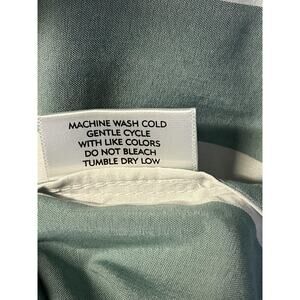 MACHINE WASH COLD
GENTLE CYCLE
WITH LIKE COLORS
DO NOT BLEACH
TUMBLE DRY LOW